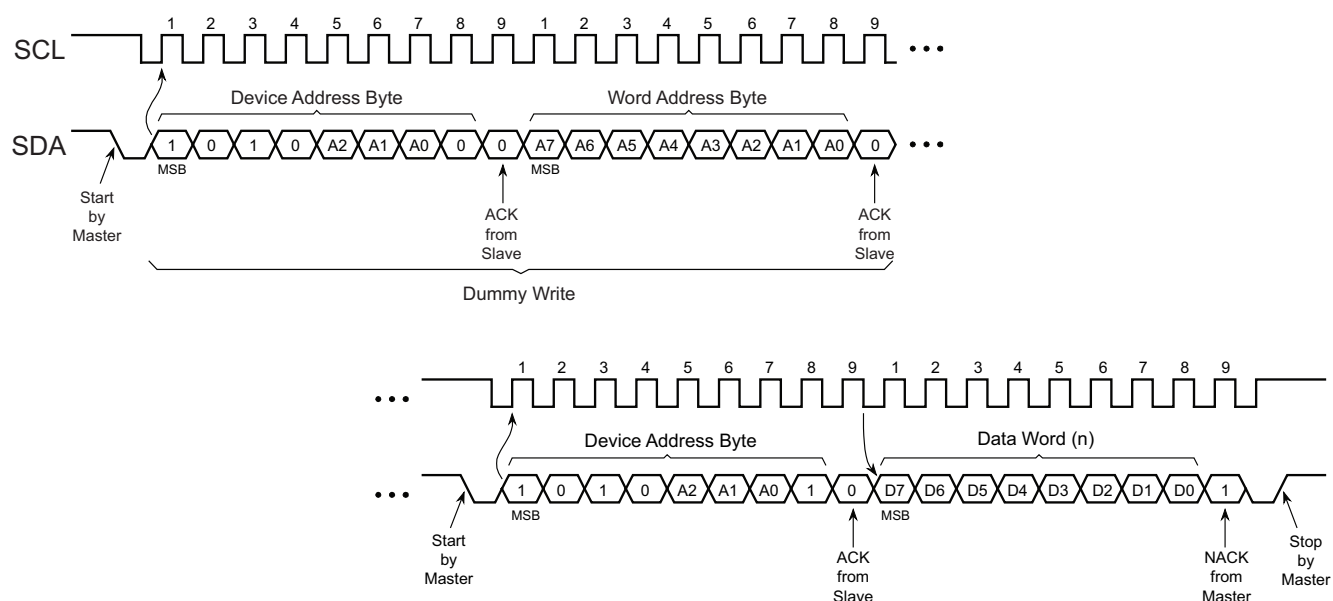 1 2 3 4 5 6 7 8 9 1 2 3 4 5 6 7 8 9
SCL
Device Address Byte Word Address Byte
SDA 1 0 1 0 A2 A1 A0 0 0 A7 A6 A5 A4 A3 A2 A1 A0 0
MSB MSB
Start
by
Master
ACK
from
Slave
ACK
from
Slave
Dummy Write
1 2 3 4 5 6 7 8 9 1 2 3 4 5 6 7 8 9
Device Address Byte Data Word (n)
1 0 1 0 A2 A1 A0 1 0 D7 D6 D5 D4 D3 D2 D1 D0 1
MSB MSB
Start
by
Master
ACK
from
Slave
NACK
from
Master
Stop
by
Master